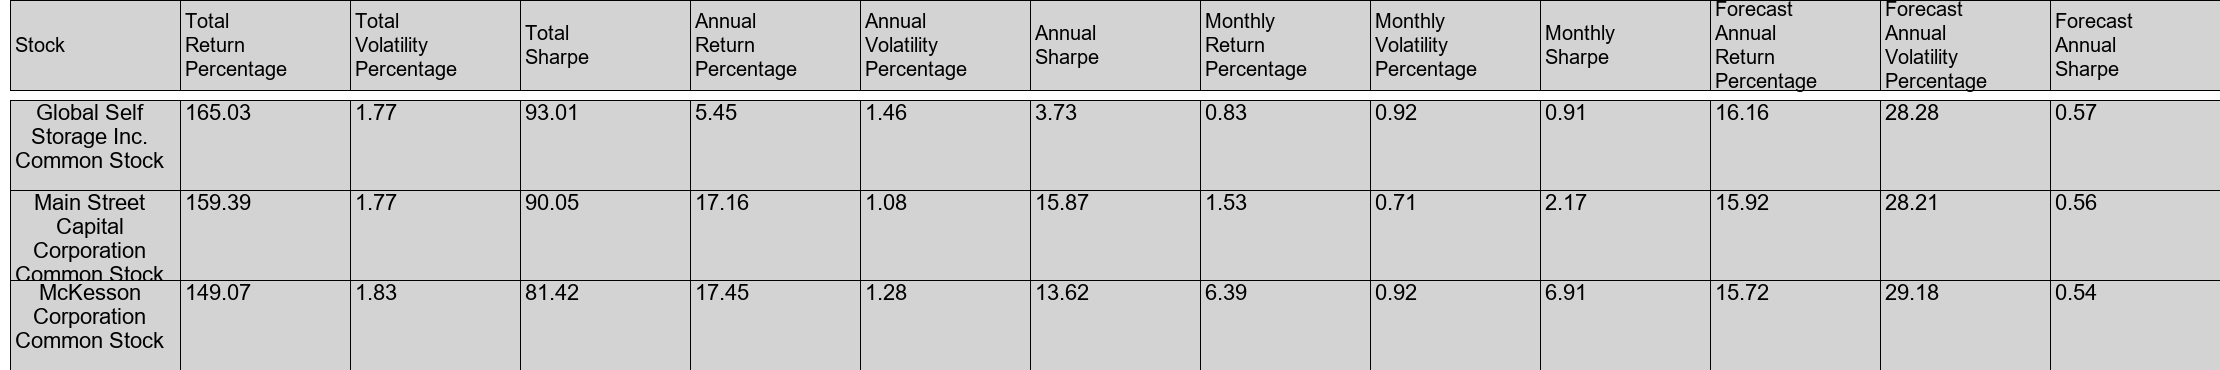 Stock Total Return Percentage Total Volatility Percentage Total Sharpe Annual Return Percentage Annual Volatility Percentage Annual Sharpe Monthly Return Percentage Monthly Volatility Percentage Monthly Sharpe Forecast Annual Return Percentage Forecast Annual Volatility Percentage Forecast Annual Sharpe
Global Self Storage Inc. Common Stock 165.03 1.77 93.01 5.45 1.46 3.73 0.83 0.92 0.91 16.16 28.28 0.57
Main Street Capital Corporation Common Stock 159.39 1.77 90.05 17.16 1.08 15.87 1.53 0.71 2.17 15.92 28.21 0.56
McKesson Corporation Common Stock 149.07 1.83 81.42 17.45 1.28 13.62 6.39 0.92 6.91 15.72 29.18 0.54